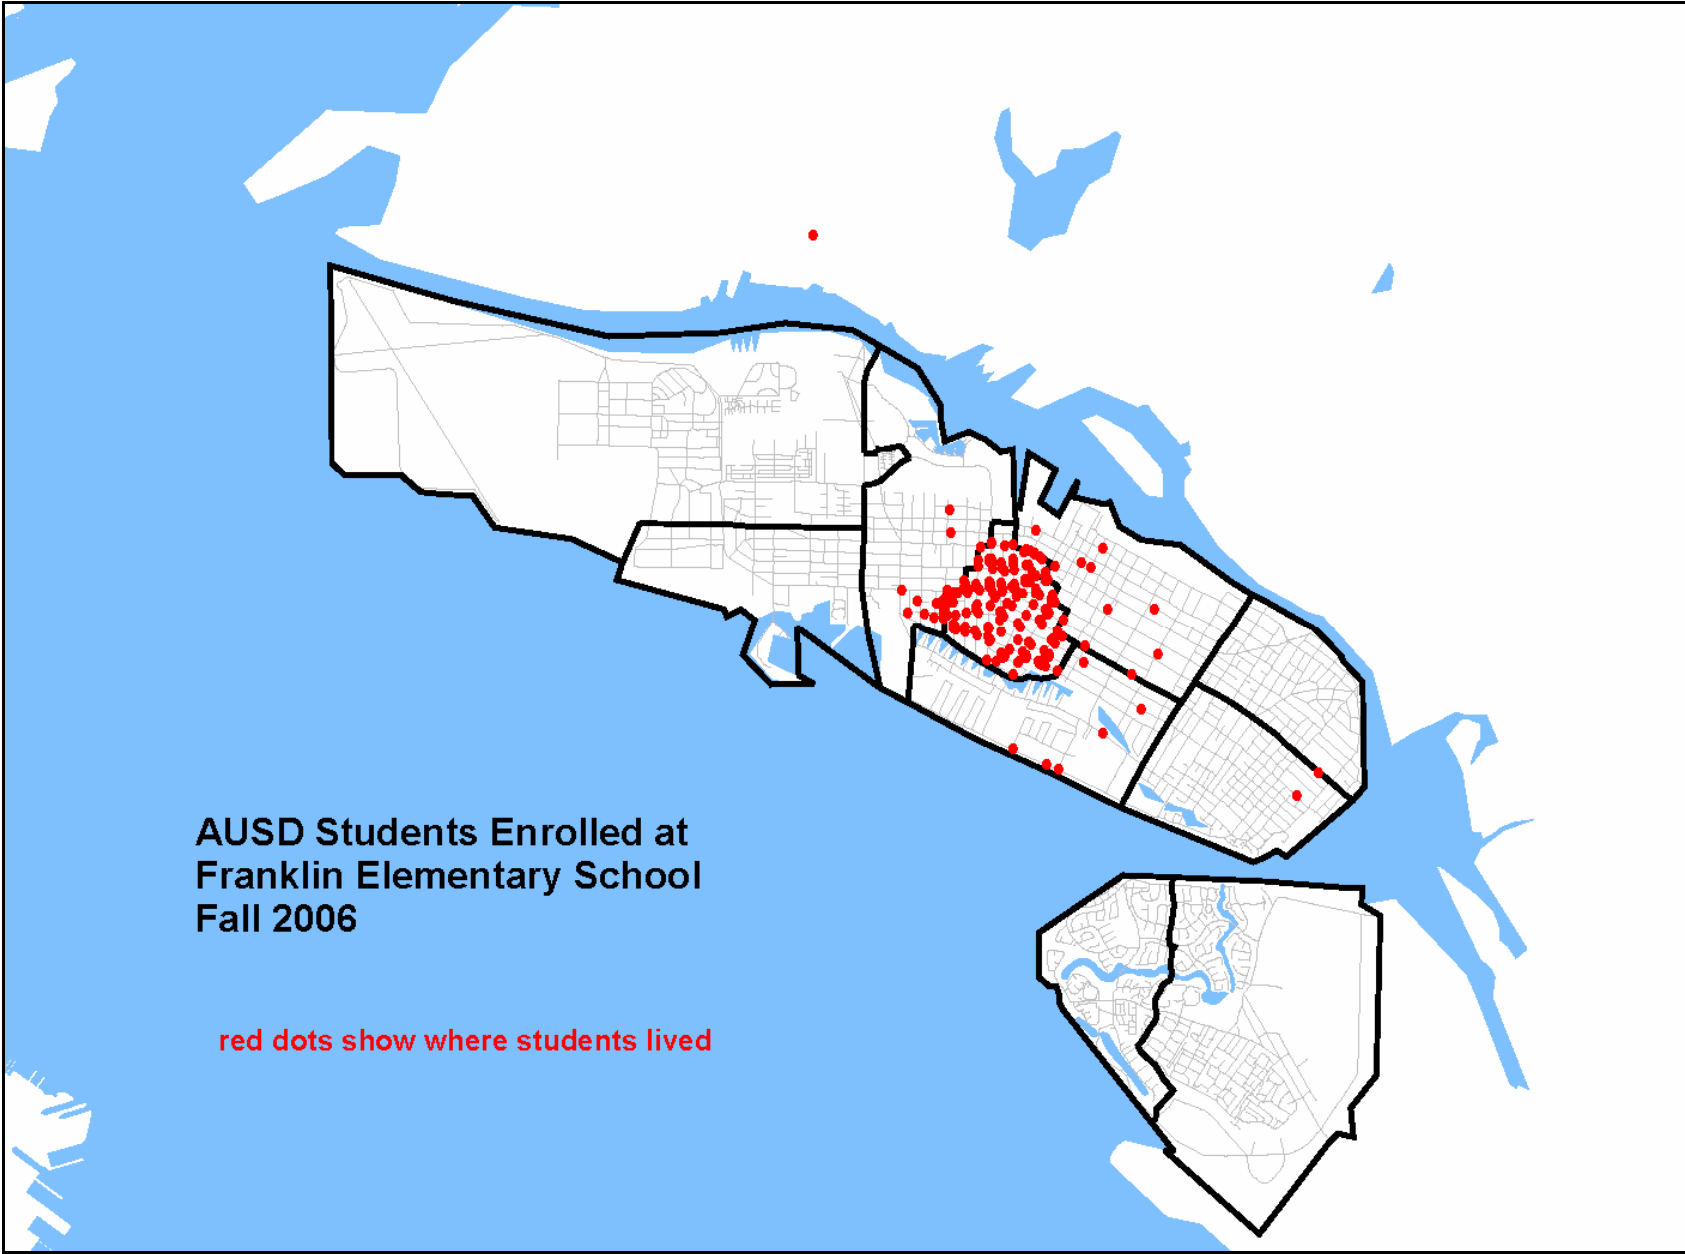 AUSD Students Enrolled at
Franklin Elementary School
Fall 2006
red dots show where students lived